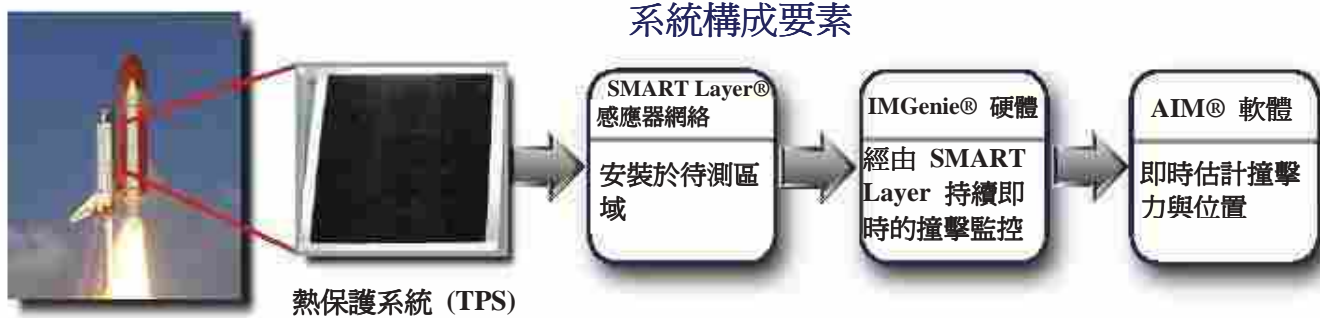 系統構成要素
SMART Layer®
感應器網絡
安裝於待測區
域
IMGenie® 硬體
經由 SMART
Layer 持續即
時的撞擊監控
AIM® 軟體
即時估計撞擊
力與位置
熱保護系統 (TPS)